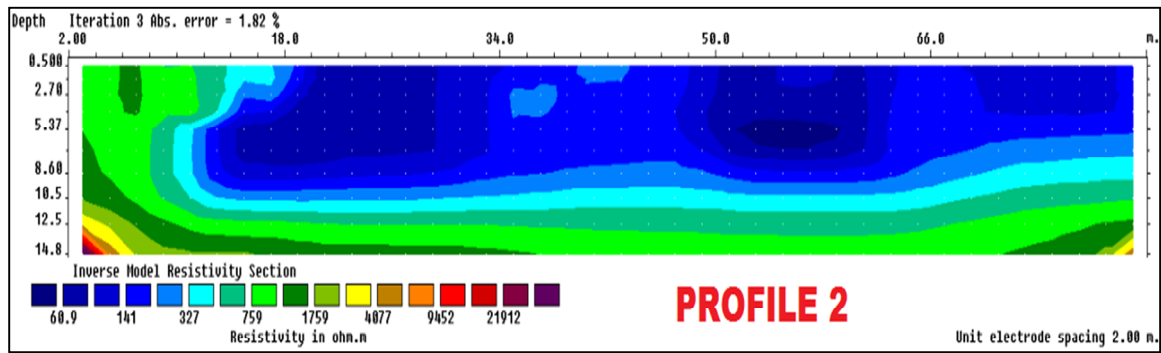 Depth Iteration 3 Abs. error = 1.82 %
2.00 18.0 34.0 50.0 66.0 m.
0.500
2.70
5.37
8.60
10.5
12.5
14.8
Inverse Model Resistivity Section
60.9 141 327 759 1759 4077 9452 21912
Resistivity in ohm.m
PROFILE 2
Unit electrode spacing 2.00 m.